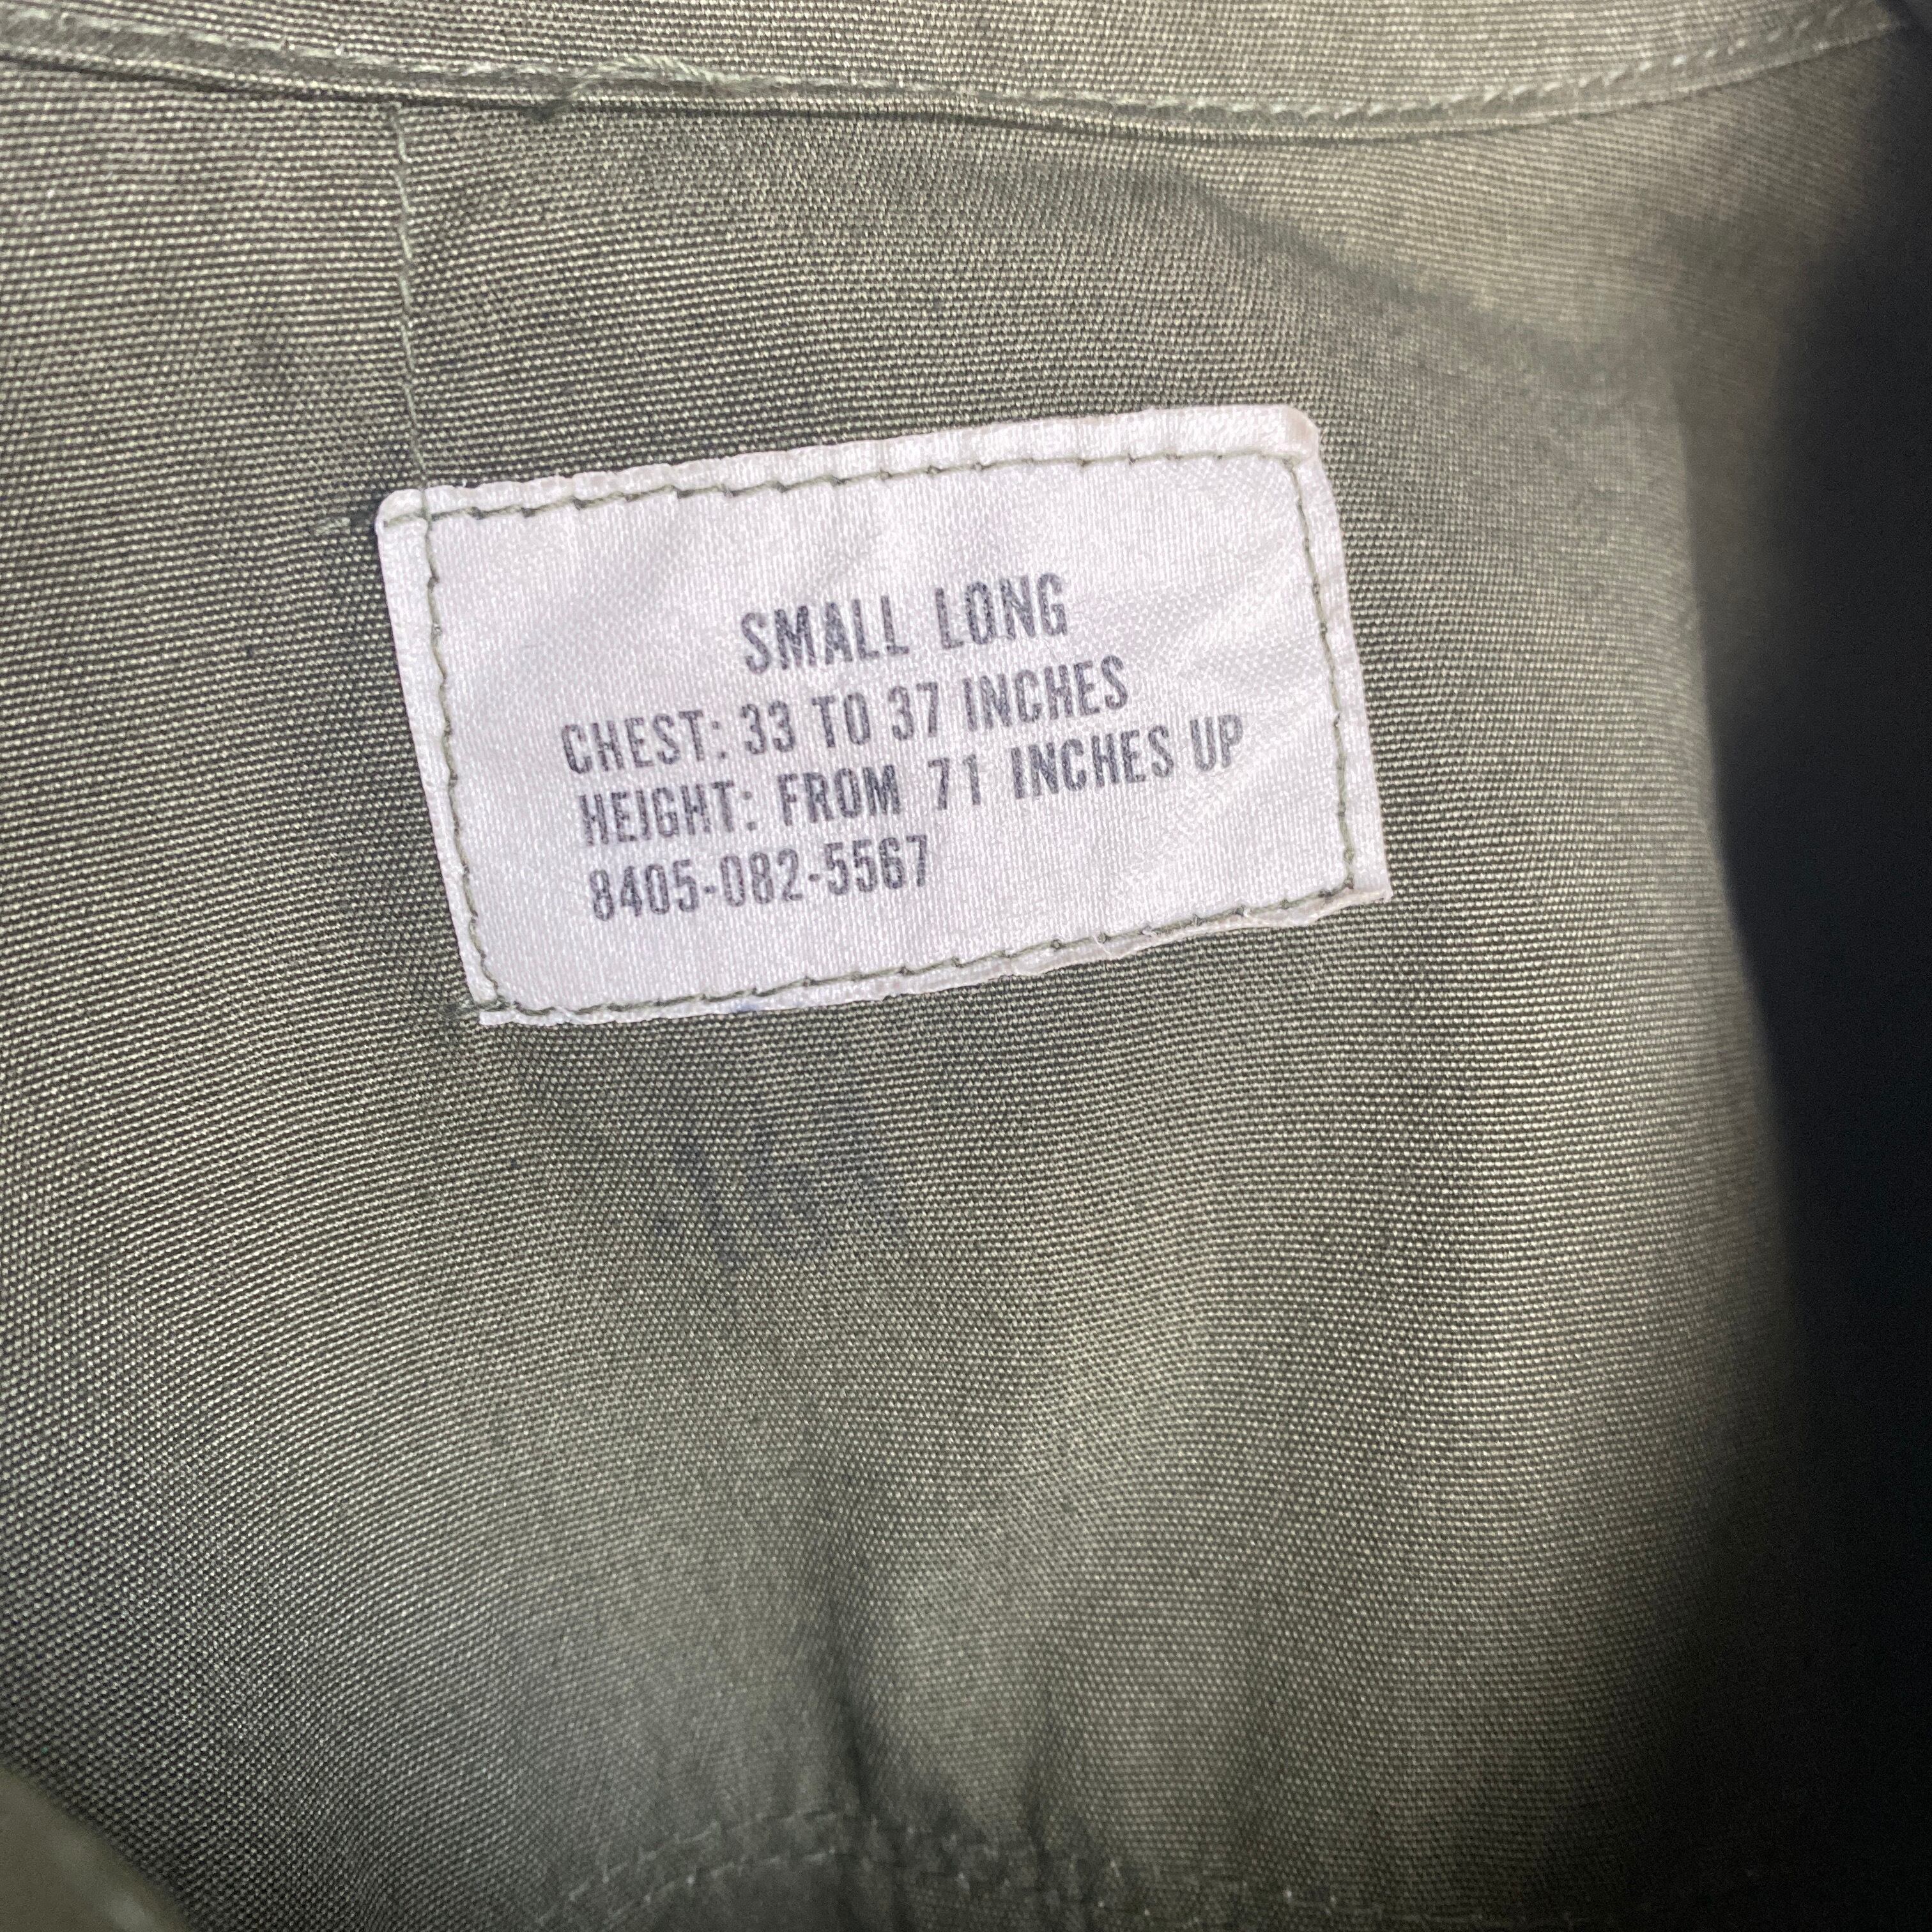 SMALL LONG
CHEST: 33 TO 37 INCHES
HEIGHT: FROM 71 INCHES UP
8405-082-5567